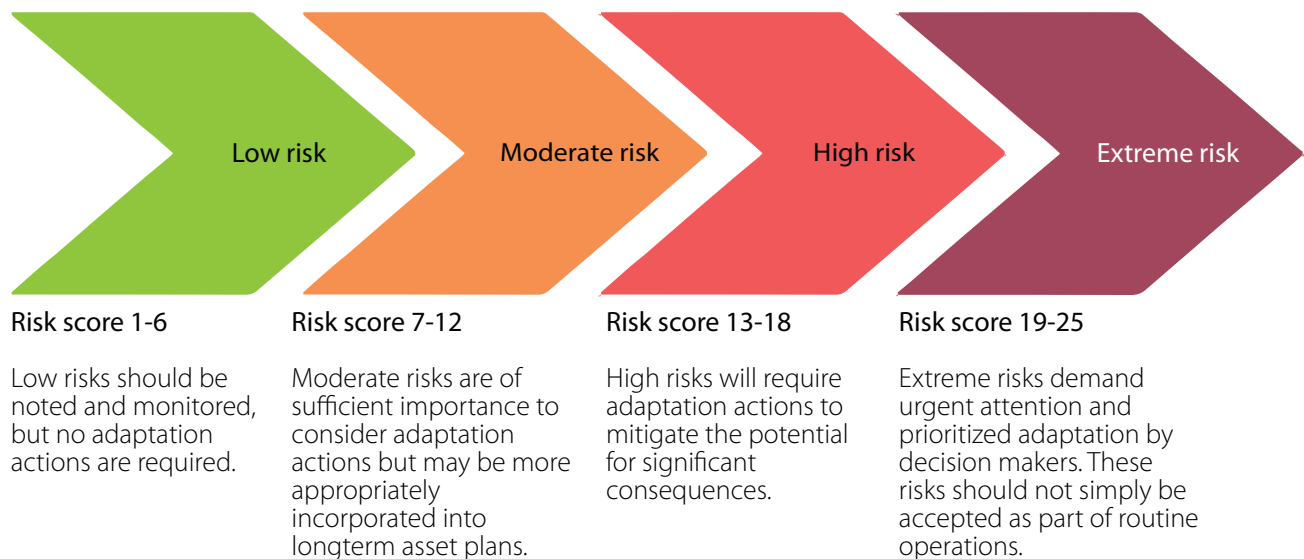 Low risk
Moderate risk
High risk
Extreme risk
Risk score 1-6
Low risks should be
noted and monitored,
but no adaptation
actions are required.
Risk score 7-12
Moderate risks are of
sufficient importance to
consider adaptation
actions but may be more
appropriately
incorporated into
longterm asset plans.
Risk score 13-18
High risks will require
adaptation actions to
mitigate the potential
for significant
consequences.
Risk score 19-25
Extreme risks demand
urgent attention and
prioritized adaptation by
decision makers. These
risks should not simply be
accepted as part of routine
operations.